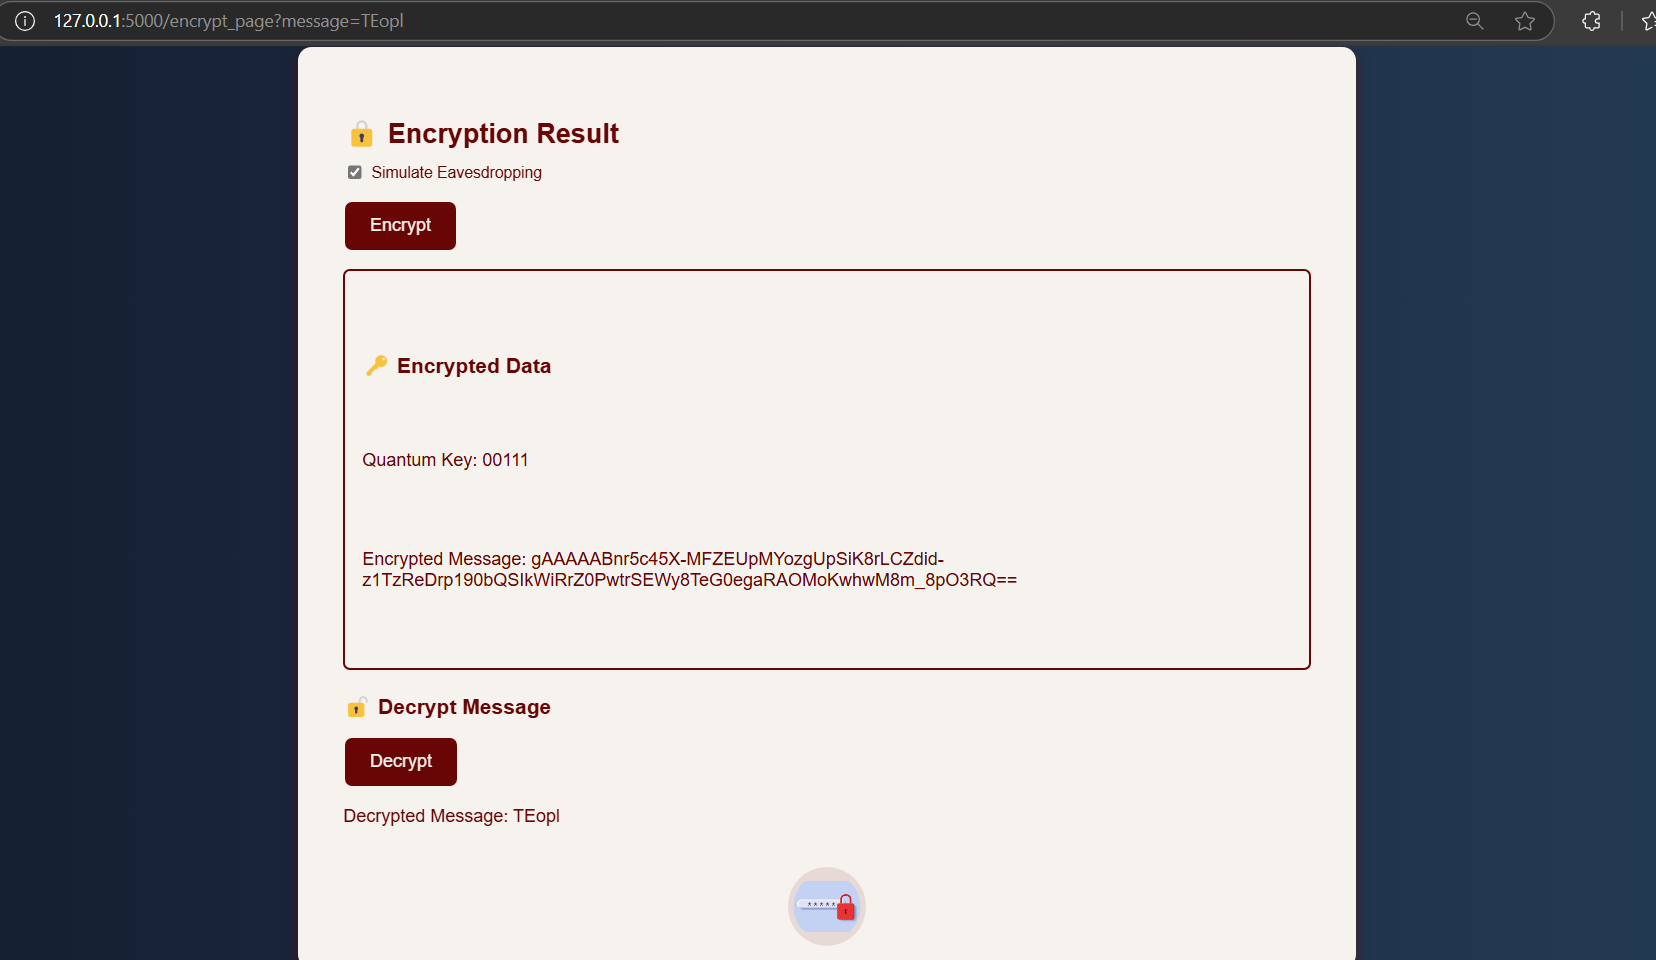 127.0.0.1:5000/encrypt_page?message=TEopl
Encryption Result
Simulate Eavesdropping
Encrypt
Encrypted Data
Quantum Key: 00111
Encrypted Message: gAAAAABnr5c45X-MFZEUpMYozgUpSiK8rLCZdid-
z1TzReDrp190bQSIkWiRrZ0PwtrSEWy8TeG0egaRAOMoKwhwM8m_8pO3RQ==
Decrypt Message
Decrypt
Decrypted Message: TEopl
*****